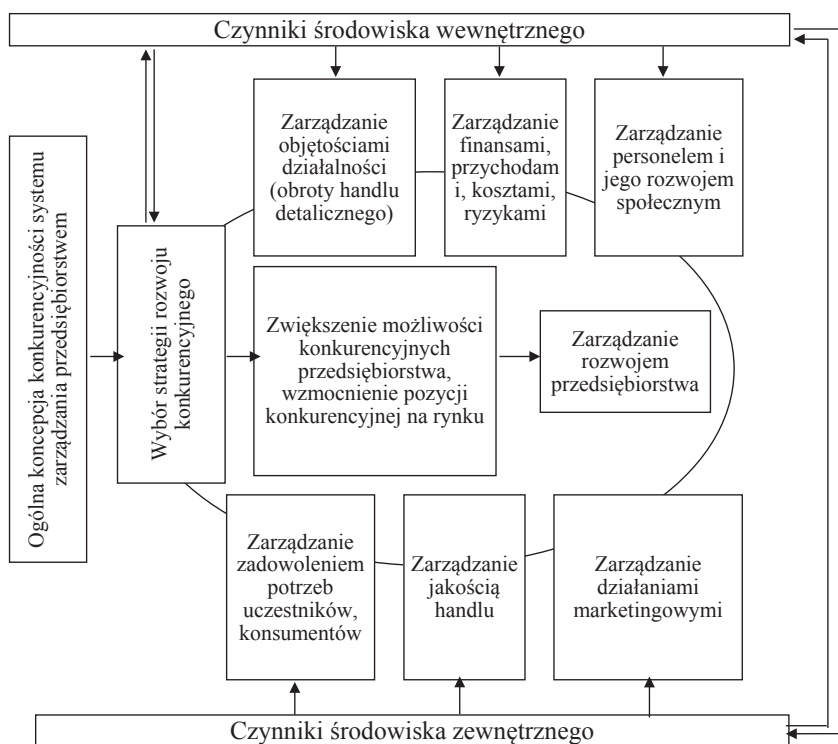 Czynniki środowiska wewnętrznego
Zarządzanie
objętościami
działalności
(obroty handlu
detalicznego)
Zarządzanie
finansami,
przychodam
i, kosztami,
ryzykami
Zarządzanie
personelem i
jego rozwojem
społecznym
Ogólna koncepcja konkurencyjności systemu
zarządzania przedsiębiorstwem
Wybór strategii rozwoju
konkurencyjnego
Zwiększenie możliwości
konkurencyjnych
przedsiębiorstwa,
wzmocnienie pozycji
konkurencyjnej na rynku
Zarządzanie
rozwojem
przedsiębiorstwa
Zarządzanie
zadowoleniem
potrzeb
uczestników,
konsumentów
Zarządzanie
jakością
handlu
Zarządzanie
działaniami
marketingowymi
Czynniki środowiska zewnętrznego